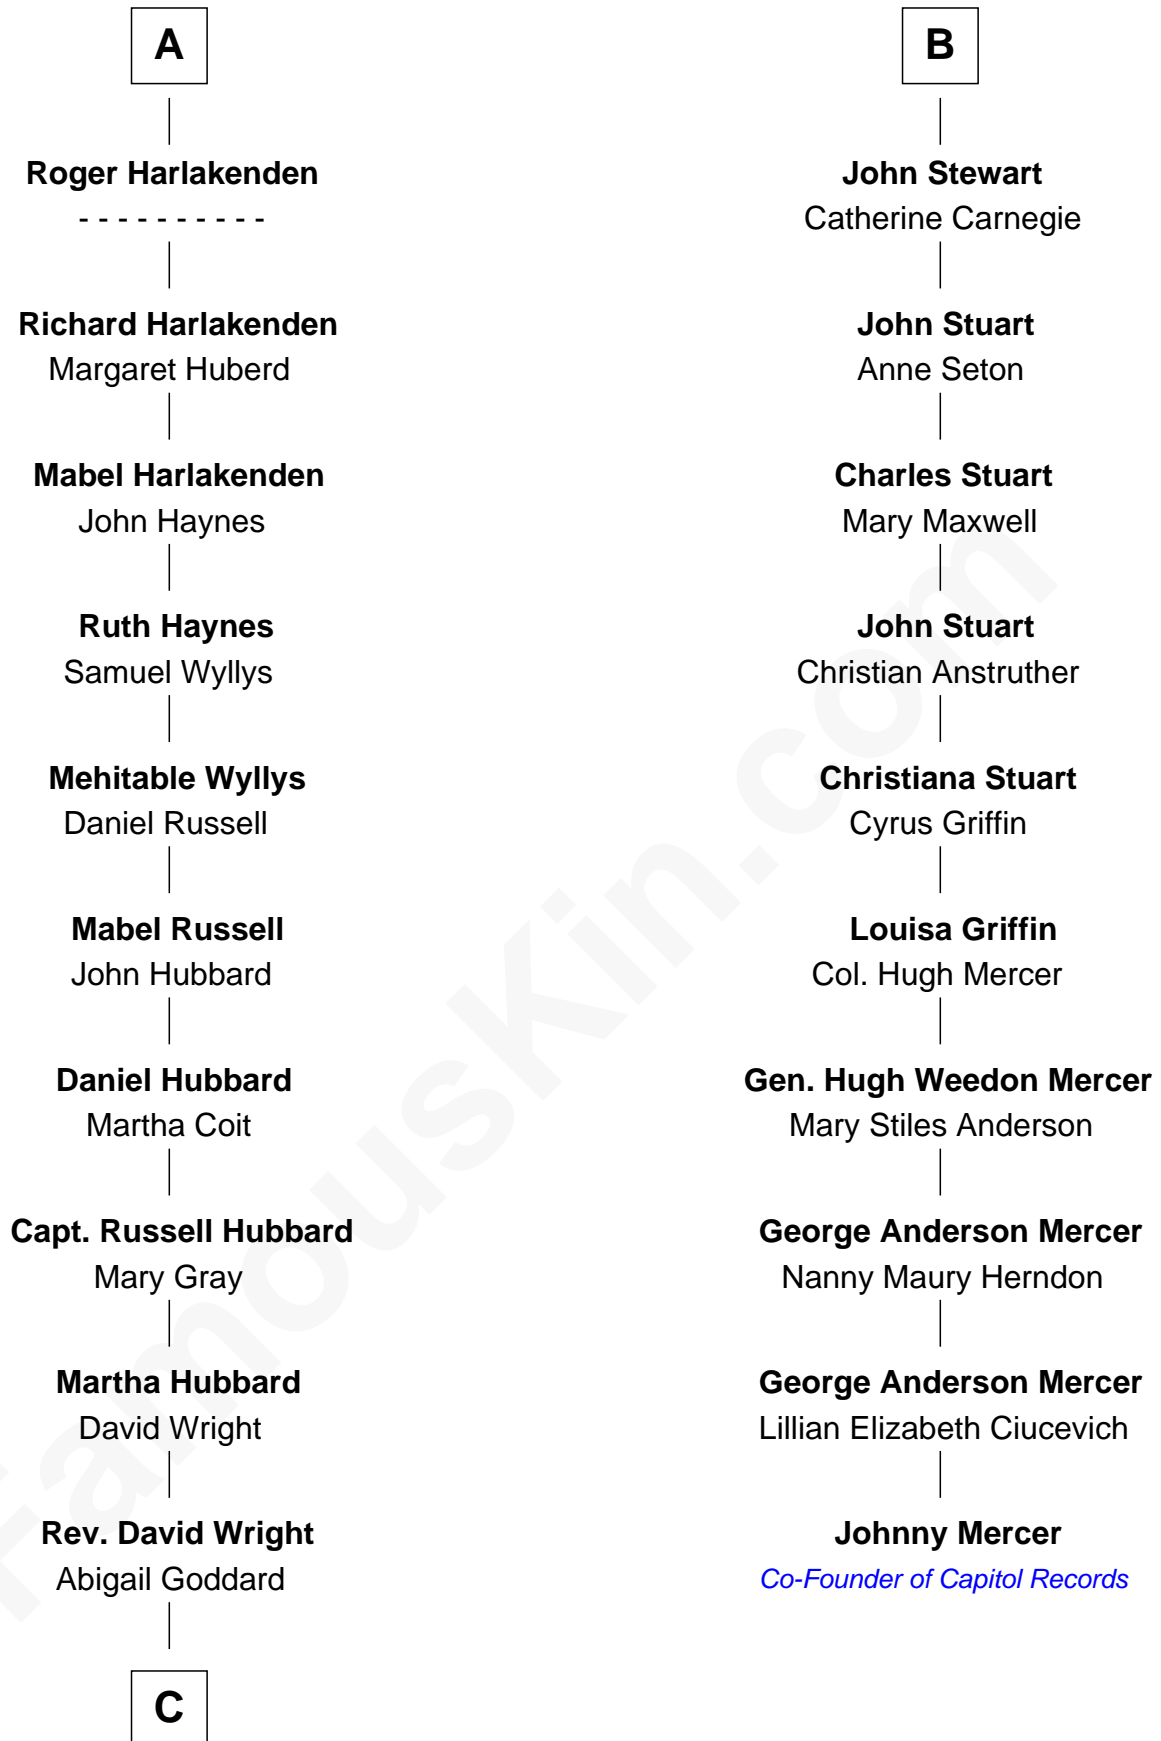 A
Roger Harlakenden
- - - - - - - - - -
Richard Harlakenden
Margaret Huberd
Mabel Harlakenden
John Haynes
Ruth Haynes
Samuel Wyllys
Mehitable Wyllys
Daniel Russell
Mabel Russell
John Hubbard
Daniel Hubbard
Martha Coit
Capt. Russell Hubbard
Mary Gray
Martha Hubbard
David Wright
Rev. David Wright
Abigail Goddard
C
B
John Stewart
Catherine Carnegie
John Stuart
Anne Seton
Charles Stuart
Mary Maxwell
John Stuart
Christian Anstruther
Christiana Stuart
Cyrus Griffin
Louisa Griffin
Col. Hugh Mercer
Gen. Hugh Weedon Mercer
Mary Stiles Anderson
George Anderson Mercer
Nanny Maury Herndon
George Anderson Mercer
Lillian Elizabeth Ciucevich
Johnny Mercer
Co-Founder of Capitol Records
FamousKin.com